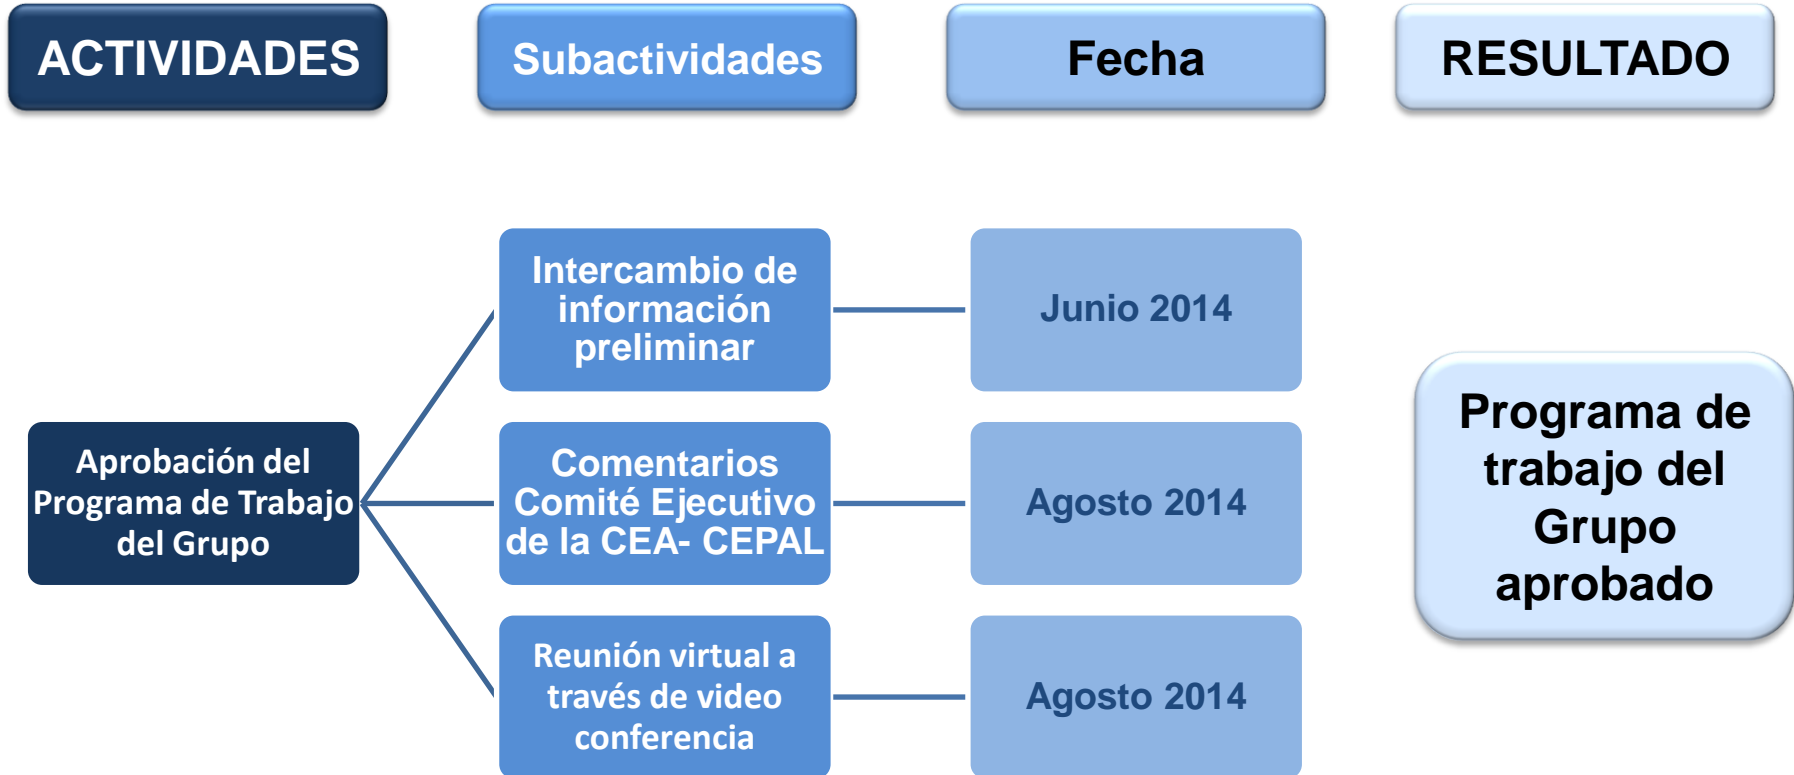 ACTIVIDADES
Subactividades
Fecha
RESULTADO
Aprobación del
Programa de Trabajo
del Grupo
Intercambio de
información
preliminar
Junio 2014
Comentarios
Comité Ejecutivo
de la CEA- CEPAL
Agosto 2014
Reunión virtual a
través de video
conferencia
Agosto 2014
Programa de
trabajo del
Grupo
aprobado